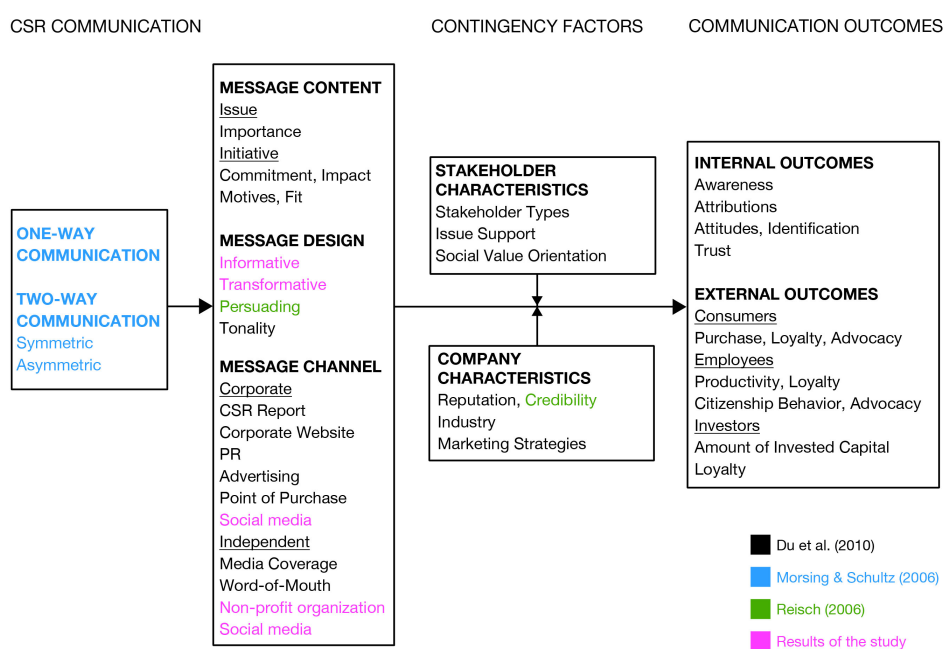 CSR COMMUNICATION
CONTINGENCY FACTORS
COMMUNICATION OUTCOMES
ONE-WAY
COMMUNICATION
TWO-WAY
COMMUNICATION
Symmetric
Asymmetric
MESSAGE CONTENT
Issue
Importance
Initiative
Commitment, Impact
Motives, Fit
MESSAGE DESIGN
Informative
Transformative
Persuading
Tonality
MESSAGE CHANNEL
Corporate
CSR Report
Corporate Website
PR
Advertising
Point of Purchase
Social media
Independent
Media Coverage
Word-of-Mouth
Non-profit organization
Social media
STAKEHOLDER
CHARACTERISTICS
Stakeholder Types
Issue Support
Social Value Orientation
COMPANY
CHARACTERISTICS
Reputation, Credibility
Industry
Marketing Strategies
INTERNAL OUTCOMES
Awareness
Attributions
Attitudes, Identification
Trust
EXTERNAL OUTCOMES
Consumers
Purchase, Loyalty, Advocacy
Employees
Productivity, Loyalty
Citizenship Behavior, Advocacy
Investors
Amount of Invested Capital
Loyalty
Du et al. (2010)
Morsing & Schultz (2006)
Reisch (2006)
Results of the study